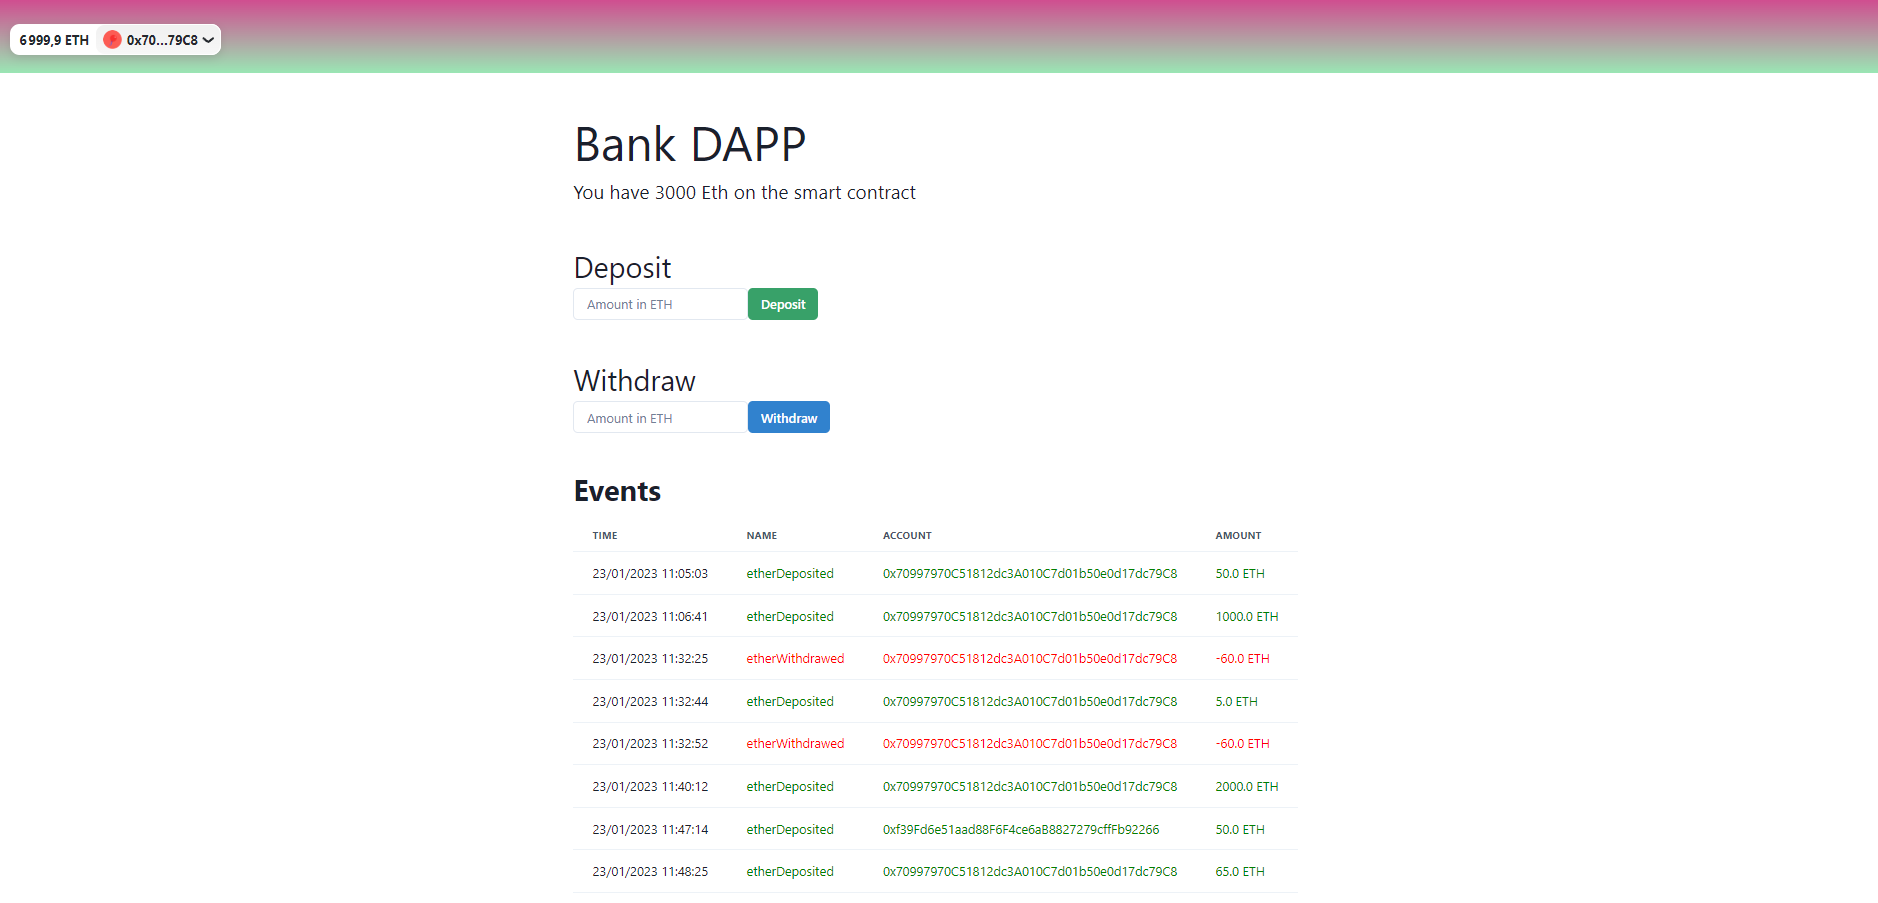 6 999,9 ETH 0x70...79C8
Bank DAPP
You have 3000 Eth on the smart contract
Deposit
Amount in ETH Deposit
Withdraw
Amount in ETH Withdraw
Events
TIME NAME ACCOUNT AMOUNT
23/01/2023 11:05:03 etherDeposited 0x70997970C51812dc3A010C7d01b50e0d17dc79C8 50.0 ETH
23/01/2023 11:06:41 etherDeposited 0x70997970C51812dc3A010C7d01b50e0d17dc79C8 1000.0 ETH
23/01/2023 11:32:25 etherWithdrawed 0x70997970C51812dc3A010C7d01b50e0d17dc79C8 -60.0 ETH
23/01/2023 11:32:44 etherDeposited 0x70997970C51812dc3A010C7d01b50e0d17dc79C8 5.0 ETH
23/01/2023 11:32:52 etherWithdrawed 0x70997970C51812dc3A010C7d01b50e0d17dc79C8 -60.0 ETH
23/01/2023 11:40:12 etherDeposited 0x70997970C51812dc3A010C7d01b50e0d17dc79C8 2000.0 ETH
23/01/2023 11:47:14 etherDeposited 0xf39Fd6e51aad88F6F4ce6aB8827279cffFb92266 50.0 ETH
23/01/2023 11:48:25 etherDeposited 0x70997970C51812dc3A010C7d01b50e0d17dc79C8 65.0 ETH